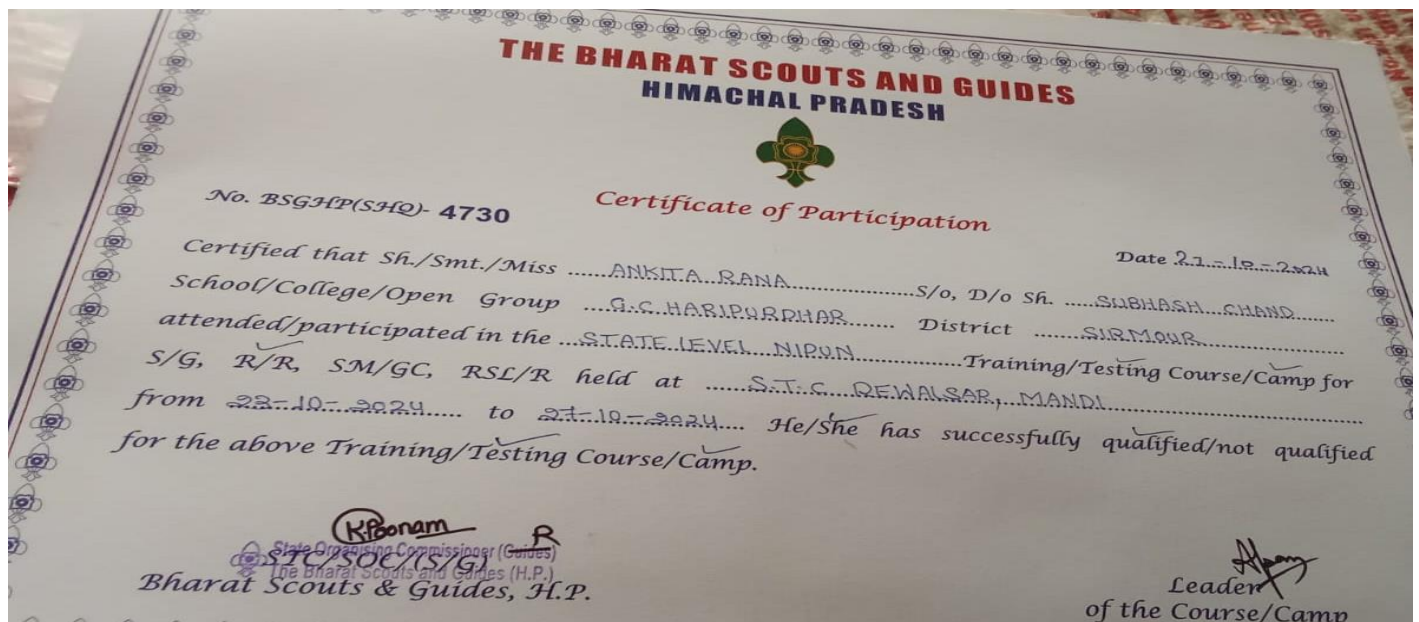 THE BHARAT SCOUTS AND GUIDES
HIMACHAL PRADESH
No. BSGHP(SHQ)- 4730
Certificate of Participation
Date 27-10-2024
Certified that Sh./Smt./Miss ......ANKITA RANA...............S/o, D/o Sh. ......SUBHASH CHAND.......
School/College/Open Group ....G.C. HARIPURDHAR....... District .......SIRMOUR.....................
attended/participated in the ...STATE LEVEL NIPUN...............Training/Testing Course/Camp for
S/G, R/R, SM/GC, RSL/R held at .......S.T.C. REWALSAR, MANDI...................................
from 23-10-2024..... to 27-10-2024.... He/She has successfully qualified/not qualified
for the above Training/Testing Course/Camp.
KPoonam
State Organising Commissioner (Guides)
STC/SOC/(S/G)
The Bharat Scouts and Guides (H.P.)
Bharat Scouts & Guides, H.P.
Leader
of the Course/Camp